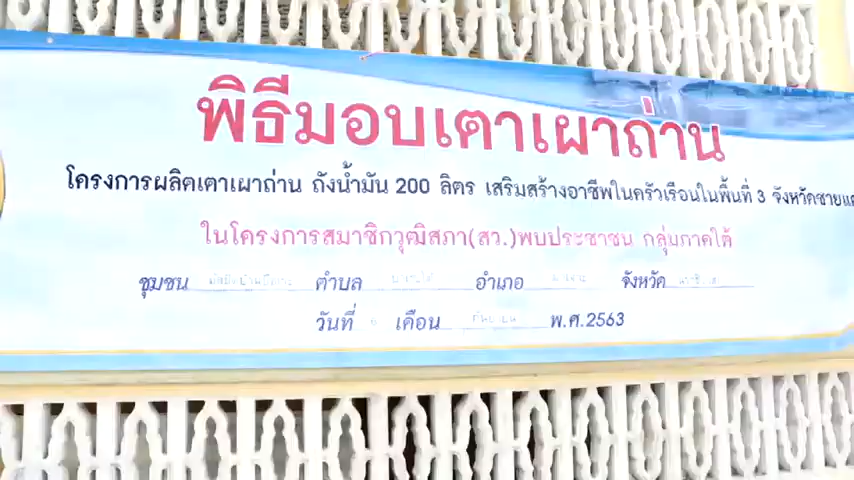 พิธีมอบเตาเผาถ่าน
โครงการผลิตเตาเผาถ่าน ถังน้ำมัน 200 ลิตร เสริมสร้างอาชีพในครัวเรือนในพื้นที่ 3 จังหวัดชายแ
ในโครงการสมาชิกวุฒิสภา(สว.)พบประชาชน กลุ่มภาคใต้
ชุมชน ตำบล อำเภอ จังหวัด
วันที่ เดือน กันยายน พ.ศ.2563